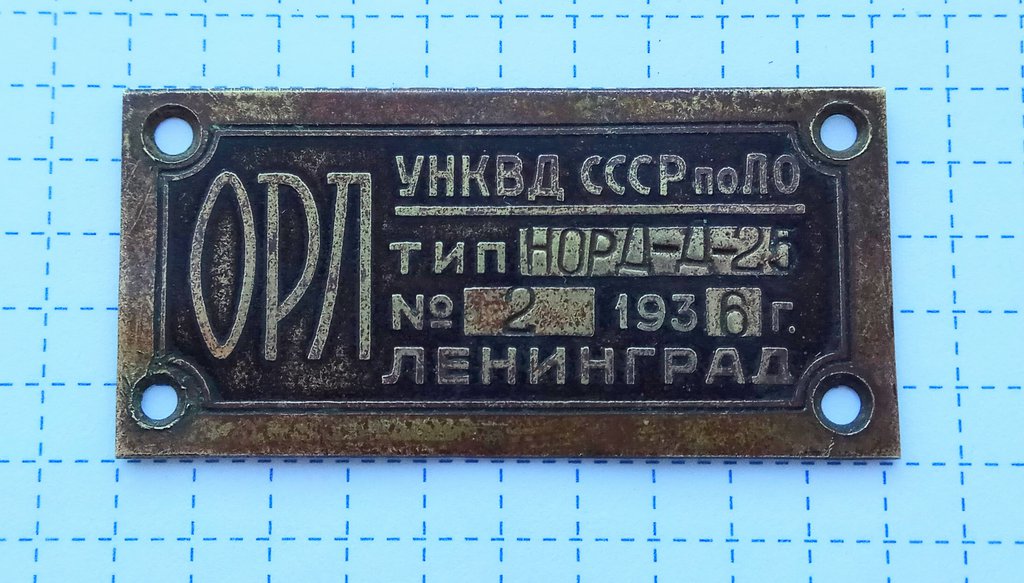 ОРЛ
УНКВД СССР по ЛО
ТИП НОРД-Д-25
№ 2 1936 г.
ЛЕНИНГРАД